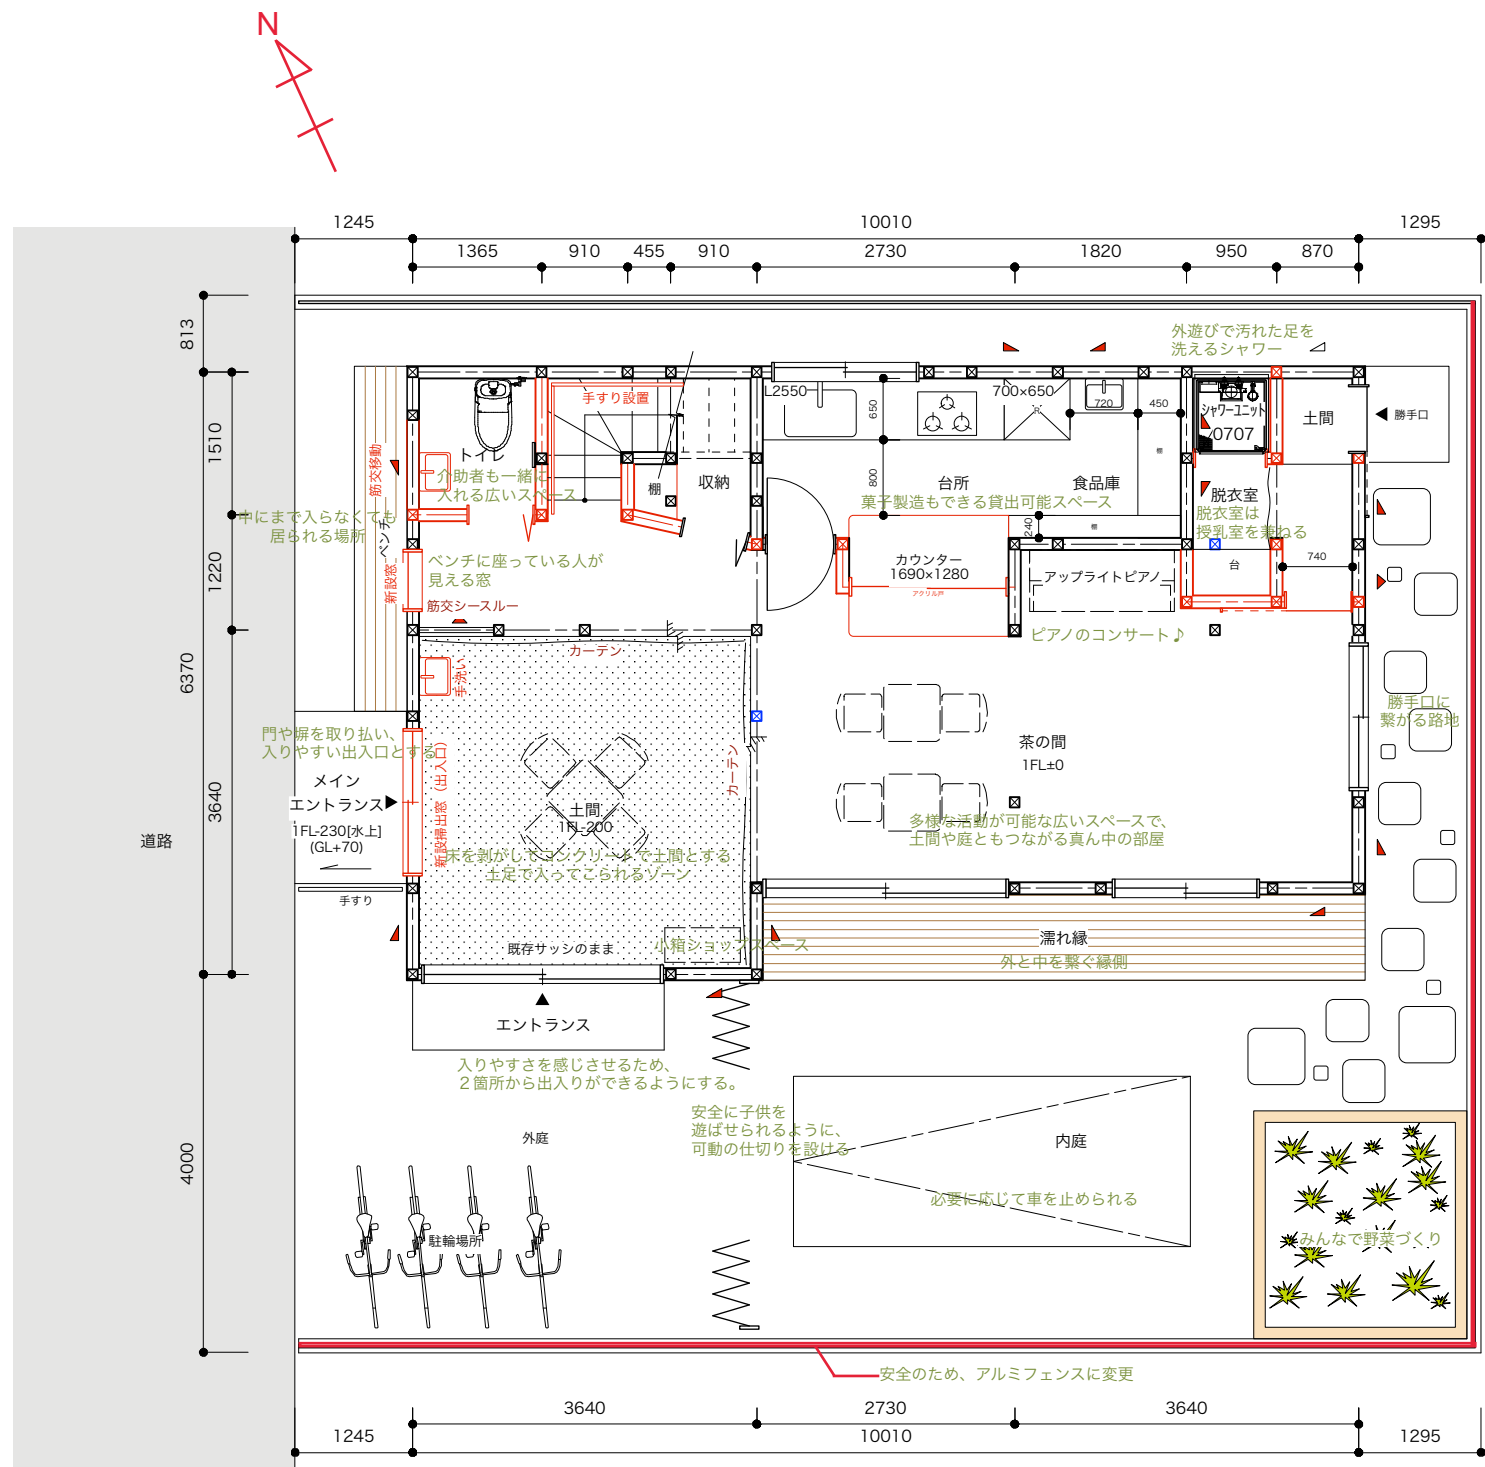 N
1245
10010
1295
1365
910
455
910
2730
1820
950
870
813
1510
1220
6370
3640
4000
外遊びで汚れた足を
洗えるシャワー
手すり設置
L2550
700×650
R
650
720
450
800
240
シャワーユニット
0707
土間
勝手口
トイレ
介助者も一緒に
入れる広いスペース
棚
収納
台所
食品庫
棚
棚
菓子製造もできる貸出可能スペース
脱衣室
脱衣室は
授乳室を兼ねる
筋交移動
中にまで入らなくても
居られる場所
ベンチ
新設窓
ベンチに座っている人が
見える窓
筋交シースルー
カウンター
1690×1280
アクリル戸
アップライトピアノ
台
740
ピアノのコンサート♪
カーテン
手洗い
門や塀を取り払い、
入りやすい出入口とする
メイン
エントランス
1FL-230[水上]
(GL+70)
手すり
道路
新設掃出窓（出入口）
カーテン
土間
1FL-200
床を剥がしてコンクリートで土間とする
土足で入ってこられるゾーン
茶の間
1FL±0
多様な活動が可能な広いスペースで、
土間や庭ともつながる真ん中の部屋
勝手口に
繋がる路地
既存サッシのまま
小箱ショップスペース
濡れ縁
外と中を繋ぐ縁側
エントランス
入りやすさを感じさせるため、
２箇所から出入りができるようにする。
安全に子供を
遊ばせられるように、
可動の仕切りを設ける
外庭
内庭
必要に応じて車を止められる
駐輪場所
みんなで野菜づくり
安全のため、アルミフェンスに変更
3640
2730
3640
1245
10010
1295